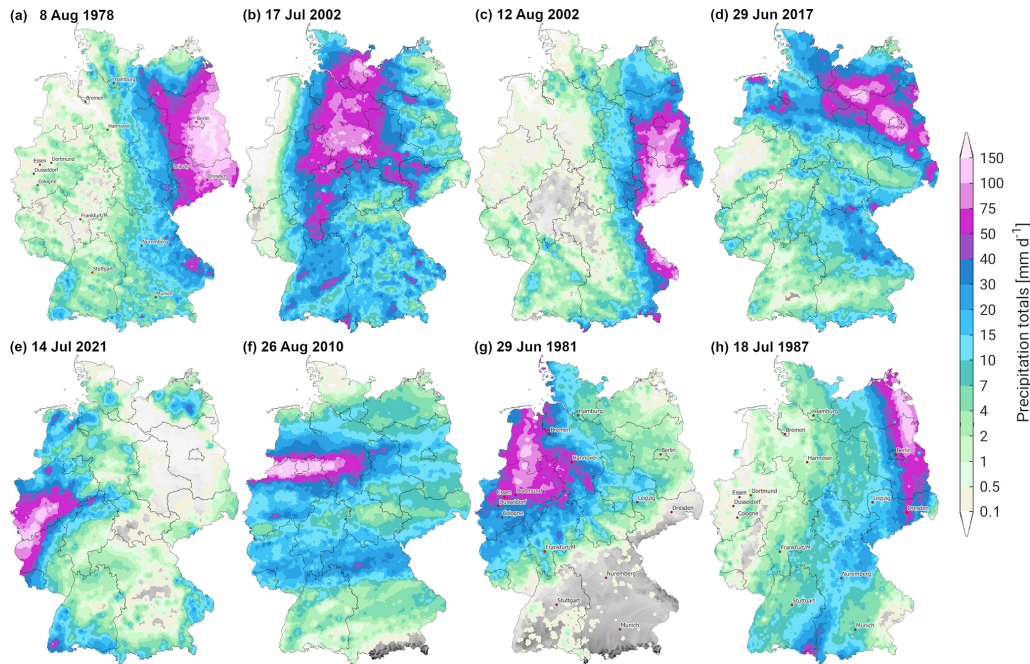 (a) 8 Aug 1978
(b) 17 Jul 2002
(c) 12 Aug 2002
(d) 29 Jun 2017
Hamburg
Bremen
Hannover
Berlin
Essen
Dortmund
Dusseldorf
Cologne
Leipzig
Dresden
Frankfurt/M
Nuremberg
Stuttgart
Munich
(e) 14 Jul 2021
(f) 26 Aug 2010
(g) 29 Jun 1981
(h) 18 Jul 1987
Hamburg
Bremen
Hannover
Berlin
Essen
Dortmund
Dusseldorf
Cologne
Leipzig
Dresden
Frankfurt/M
Nuremberg
Stuttgart
Munich
Hamburg
Bremen
Hannover
Berlin
Essen
Dortmund
Dusseldorf
Cologne
Leipzig
Dresden
Frankfurt/M
Nuremberg
Stuttgart
Munich
150
100
75
50
40
30
20
15
10
7
4
2
1
0.5
0.1
Precipitation totals [mm d⁻¹]